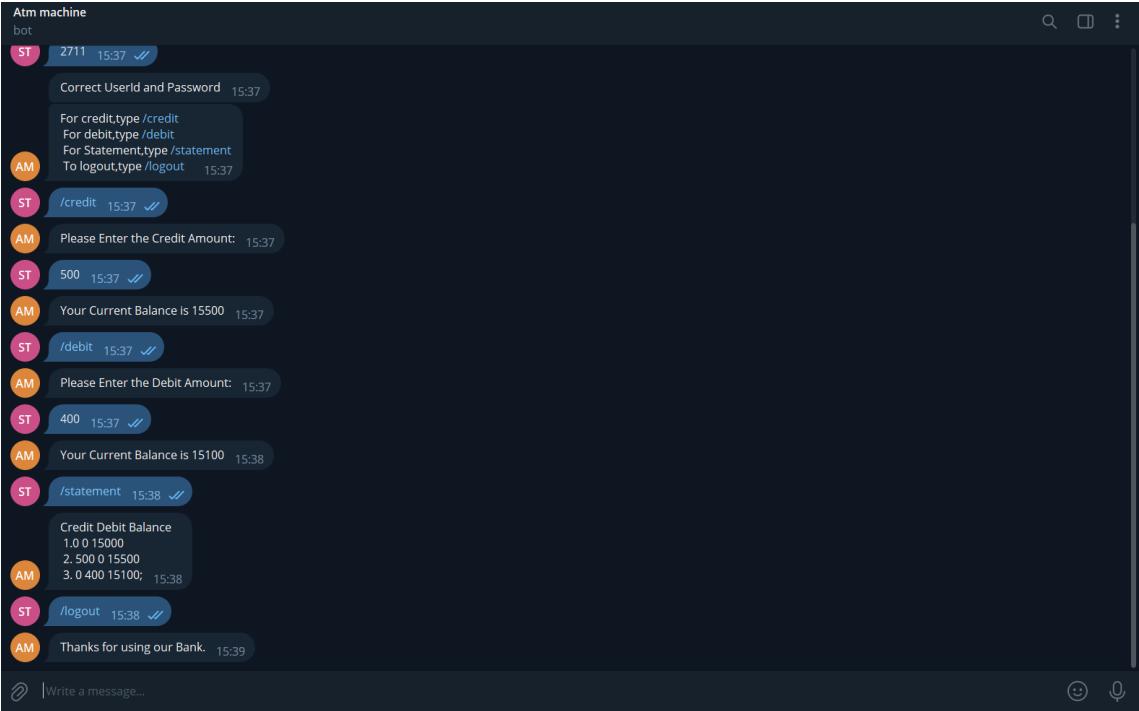 Atm machine
bot
ST
2711 15:37
Correct UserId and Password 15:37
For credit,type /credit
For debit,type /debit
For Statement,type /statement
To logout,type /logout 15:37
AM
ST
/credit 15:37
AM
Please Enter the Credit Amount: 15:37
ST
500 15:37
AM
Your Current Balance is 15500 15:37
ST
/debit 15:37
AM
Please Enter the Debit Amount: 15:37
ST
400 15:37
AM
Your Current Balance is 15100 15:38
ST
/statement 15:38
Credit Debit Balance
1.0 0 15000
2. 500 0 15500
3. 0 400 15100; 15:38
AM
ST
/logout 15:38
AM
Thanks for using our Bank. 15:39
Write a message...